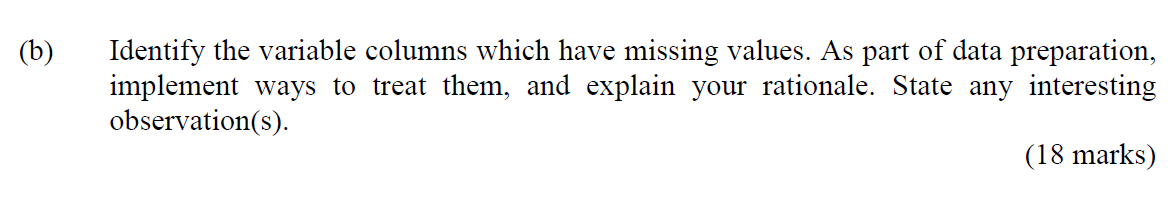 (b) Identify the variable columns which have missing values. As part of data preparation,
implement ways to treat them, and explain your rationale. State any interesting
observation(s).
(18 marks)